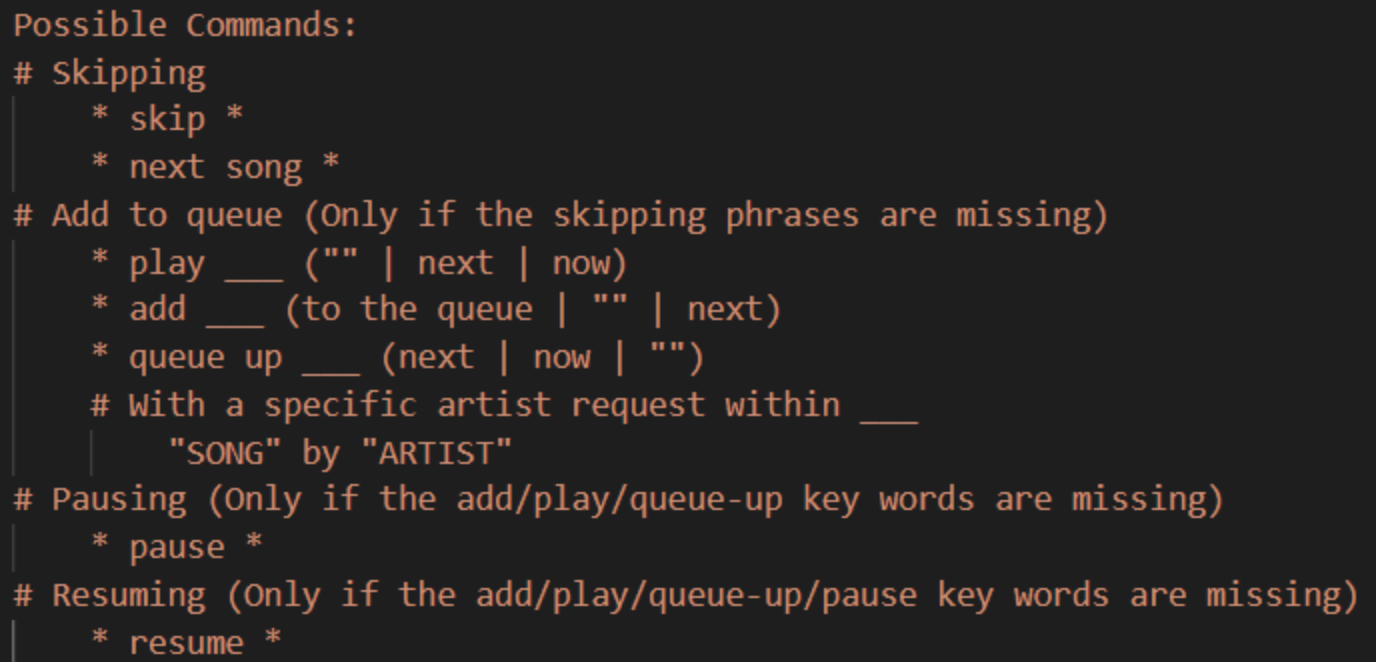 Possible Commands:
# Skipping
* skip *
* next song *
# Add to queue (Only if the skipping phrases are missing)
* play ___ ("" | next | now)
* add ___ (to the queue | "" | next)
* queue up ___ (next | now | "")
# With a specific artist request within ___
"SONG" by "ARTIST"
# Pausing (Only if the add/play/queue-up key words are missing)
* pause *
# Resuming (Only if the add/play/queue-up/pause key words are missing)
* resume *